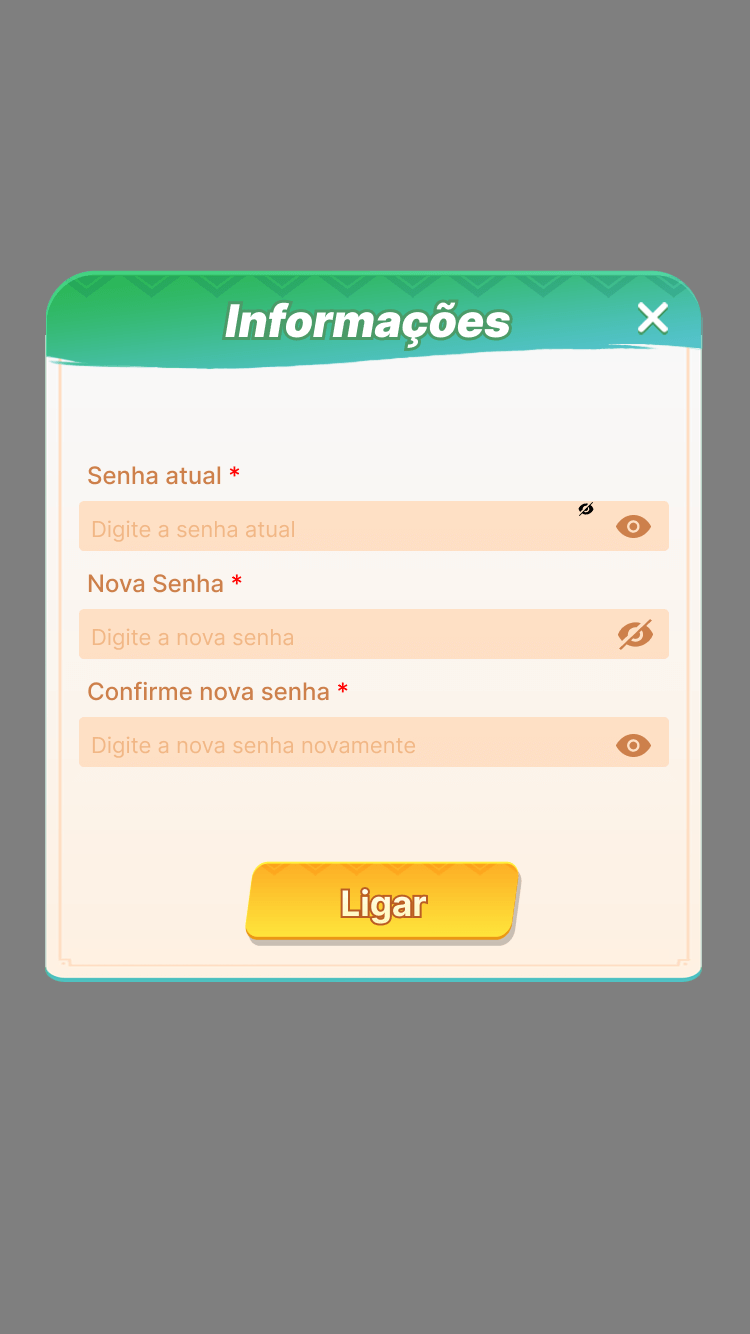 Informações
Senha atual *
Digite a senha atual
Nova Senha *
Digite a nova senha
Confirme nova senha *
Digite a nova senha novamente
Ligar